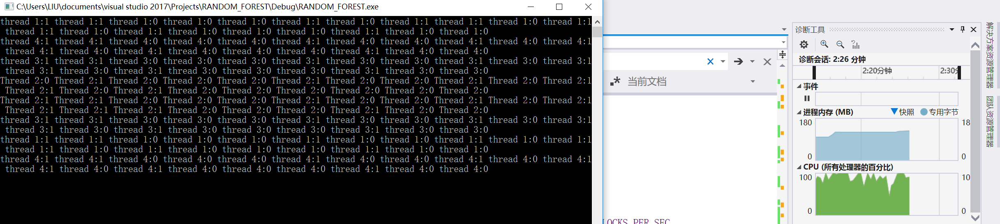 C:\Users\LIU\documents\visual studio 2017\Projects\RANDOM_FOREST\Debug\RANDOM_FOREST.exe
thread 1:1 thread 1:1 thread 1:0 thread 1:0 thread 1:0 thread 1:1 thread 1:0 thread 1:1 thread 1:1 thread 1:0 thread 1:1
thread 1:1 thread 1:0 thread 1:1 thread 1:0 thread 1:0 thread 1:0 thread 1:1 thread 1:0 thread 1:0
thread 4:1 thread 4:1 thread 4:0 thread 4:0 thread 4:0 thread 4:1 thread 4:0 thread 4:0 thread 4:1 thread 4:0 thread 4:1
thread 4:1 thread 4:0 thread 4:1 thread 4:0 thread 4:0 thread 4:0 thread 4:1 thread 4:0 thread 4:0
thread 3:1 thread 3:1 thread 3:0 thread 3:0 thread 3:0 thread 3:1 thread 3:0 thread 3:0 thread 3:1 thread 3:0 thread 3:1
thread 3:1 thread 3:0 thread 3:1 thread 3:0 thread 3:0 thread 3:0 thread 3:1 thread 3:0 thread 3:0
Thread 2:0 Thread 2:1 Thread 2:0 Thread 2:0 Thread 2:0 Thread 2:1 Thread 2:0 Thread 2:0 Thread 2:1 Thread 2:0 Thread 2:1
Thread 2:1 Thread 2:0 Thread 2:1 Thread 2:0 Thread 2:0 Thread 2:0 Thread 2:0 Thread 2:0 Thread 2:0
Thread 2:1 Thread 2:1 Thread 2:0 Thread 2:0 Thread 2:0 Thread 2:1 Thread 2:0 Thread 2:0 Thread 2:1 Thread 2:0 Thread 2:1
Thread 2:1 Thread 2:1 Thread 2:1 Thread 2:0 Thread 2:0 Thread 2:0 Thread 2:1 Thread 2:0 Thread 2:0
thread 3:1 thread 3:1 thread 3:0 thread 3:0 thread 3:0 thread 3:1 thread 3:0 thread 3:0 thread 3:1 thread 3:0 thread 3:1
thread 3:1 thread 3:0 thread 3:1 thread 3:0 thread 3:0 thread 3:0 thread 3:1 thread 3:0 thread 3:0
thread 1:1 thread 1:1 thread 1:0 thread 1:0 thread 1:0 thread 1:1 thread 1:0 thread 1:1 thread 1:1 thread 1:0 thread 1:1
thread 1:1 thread 1:0 thread 1:1 thread 1:0 thread 1:0 thread 1:0 thread 1:1 thread 1:0 thread 1:0
thread 4:1 thread 4:1 thread 4:0 thread 4:0 thread 4:0 thread 4:1 thread 4:0 thread 4:0 thread 4:1 thread 4:0 thread 4:1
thread 4:1 thread 4:0 thread 4:1 thread 4:0 thread 4:0 thread 4:0 thread 4:1 thread 4:0 thread 4:0
当前文档
LOCKS_PER_SEC
诊断工具
诊断会话: 2:26 分钟
2:20分钟 2:30分
事件
进程内存 (MB) 快照 专用字节
180 18
0 0
CPU (所有处理器的百分比)
100 10
0 0
解决方案资源管理器
团队资源管理器